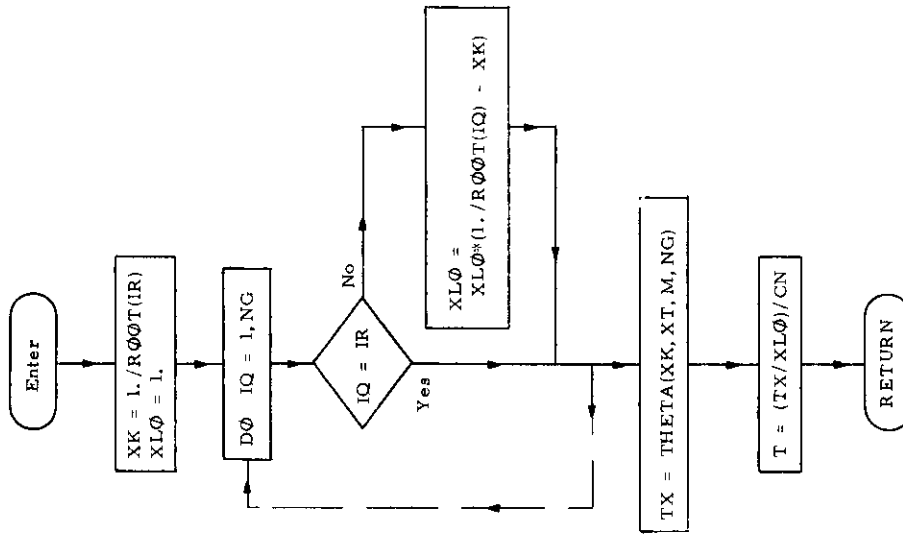 Enter
XK = 1./RØØT(IR)
XLØ = 1.
DØ IQ = 1, NG
IQ = IR
No
Yes
XLØ =
XLØ*(1./RØØT(IQ) - XK)
TX = THETA(XK, XT, M, NG)
T = (TX/XLØ)/CN
RETURN